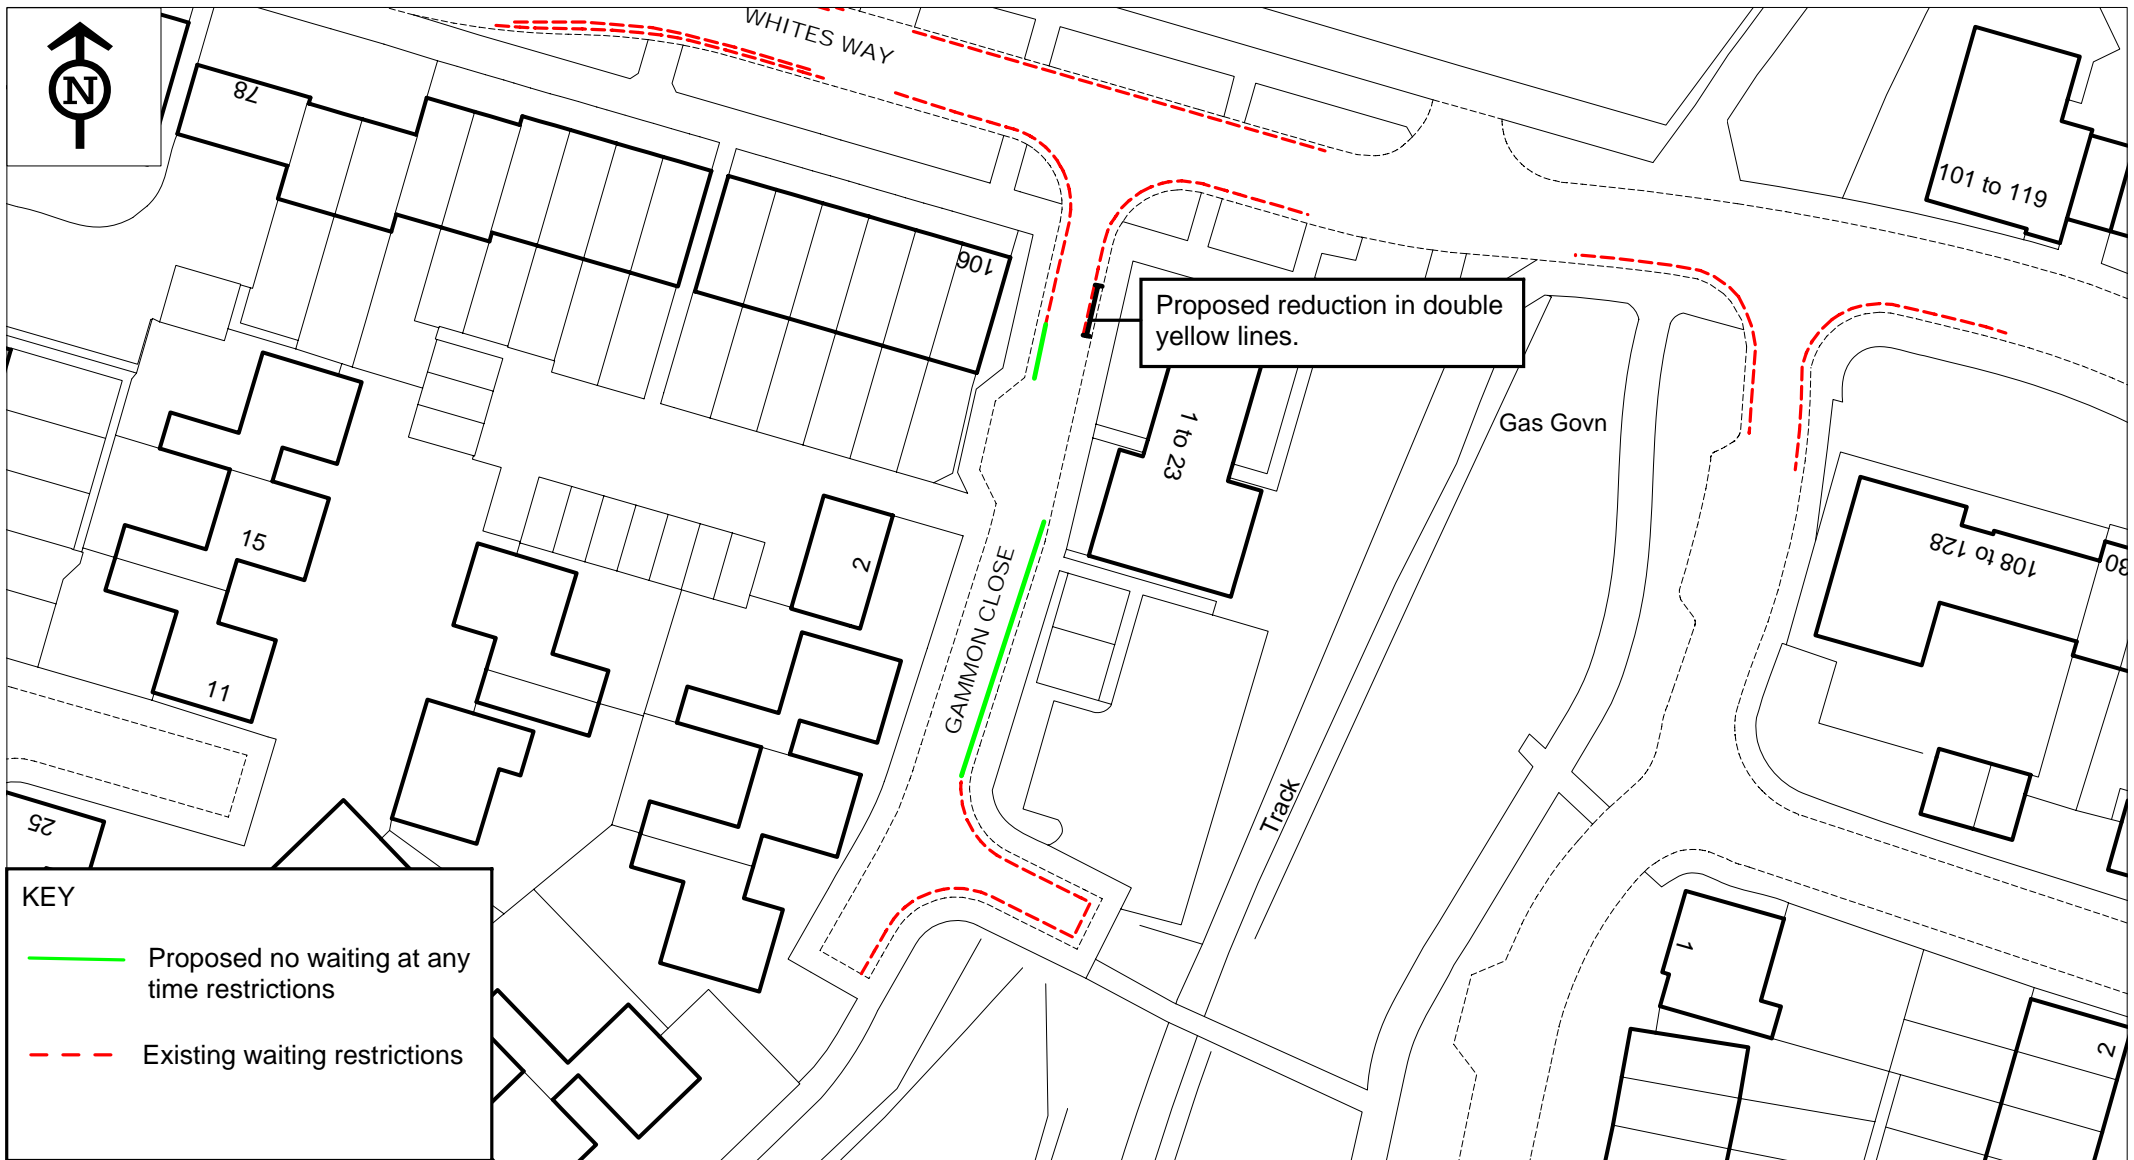 N
WHITES WAY
78
101 to 119
106
Proposed reduction in double
yellow lines.
1 to 23
Gas Govn
15
2
108 to 128
GAMMON CLOSE
11
Track
25
KEY
Proposed no waiting at any
time restrictions
Existing waiting restrictions
1
2